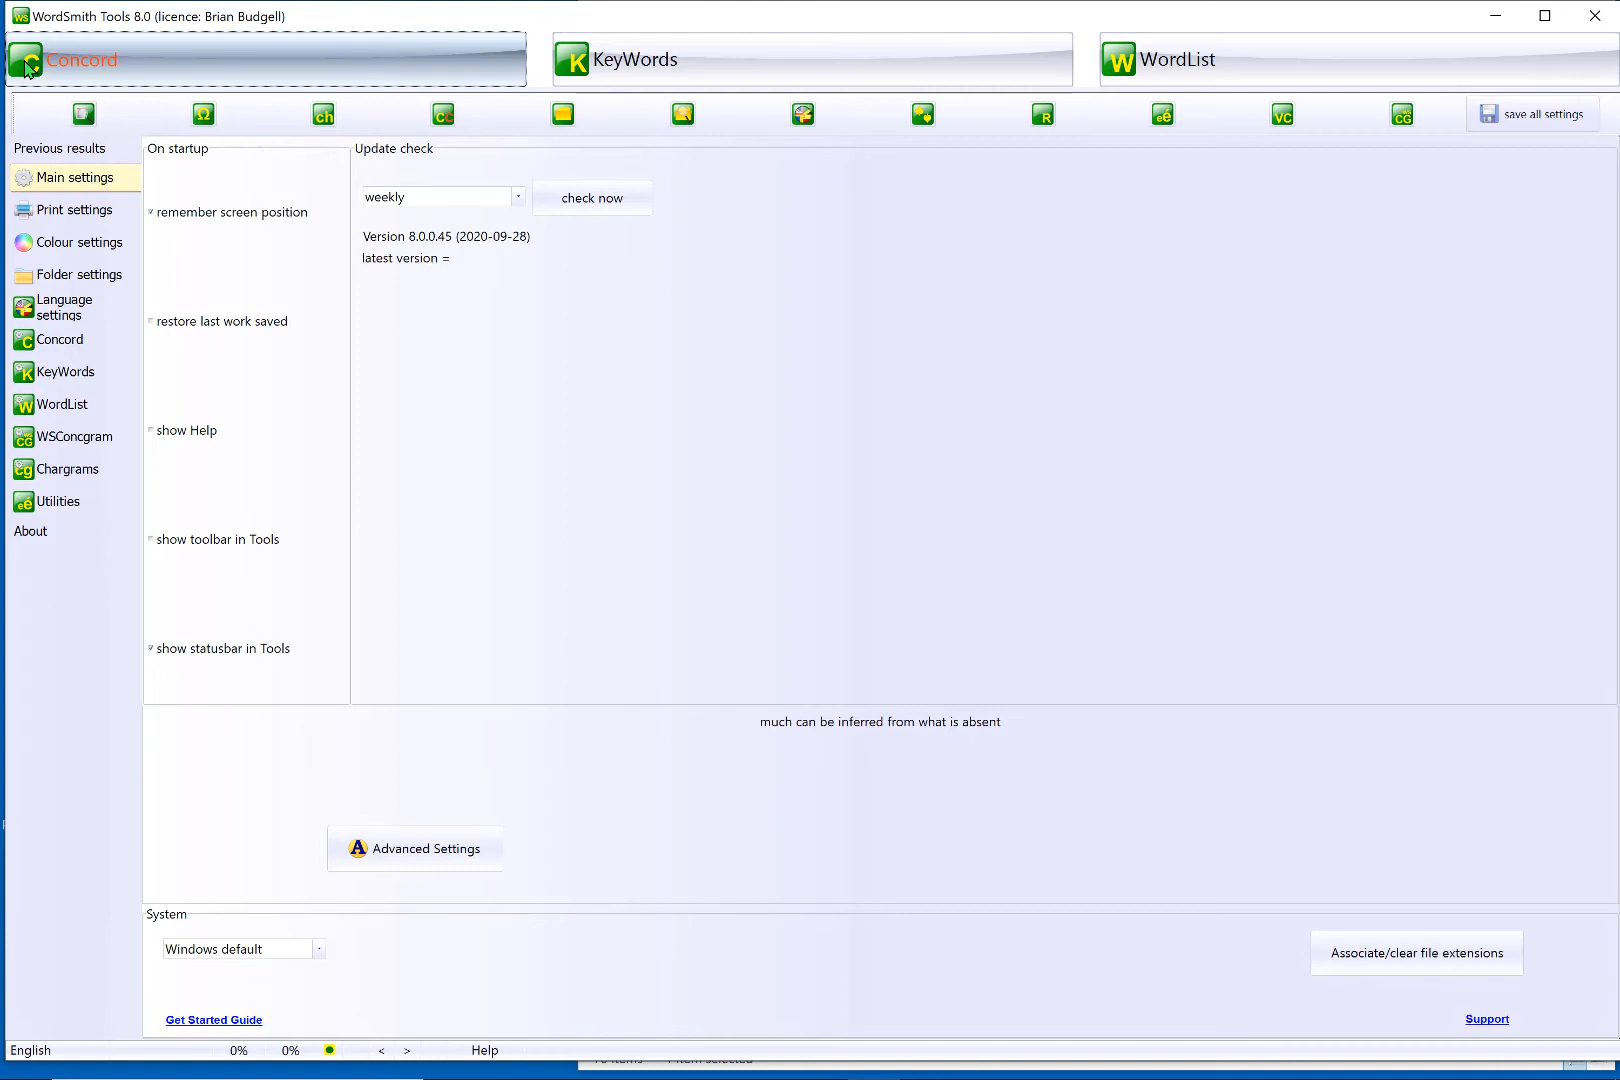 WordSmith Tools 8.0 (licence: Brian Budgell)
Concord
KeyWords
WordList
save all settings
Previous results
Main settings
Print settings
Colour settings
Folder settings
Language
settings
Concord
KeyWords
WordList
WSConcgram
Chargrams
Utilities
About
On startup
remember screen position
restore last work saved
show Help
show toolbar in Tools
show statusbar in Tools
Update check
weekly
check now
Version 8.0.0.45 (2020-09-28)
latest version =
much can be inferred from what is absent
Advanced Settings
System
Windows default
Associate/clear file extensions
Get Started Guide
Support
English
0%
0%
<
>
Help